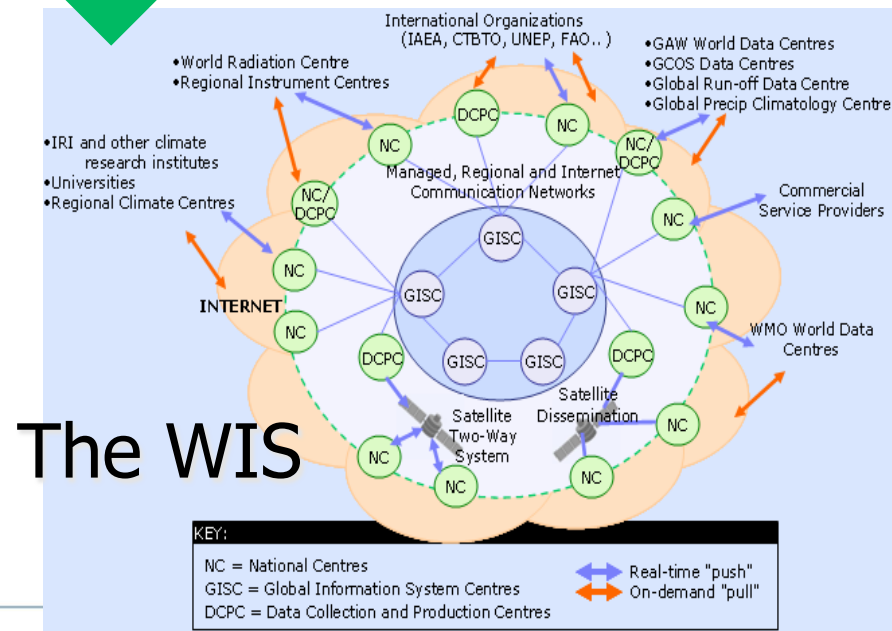 International Organizations
(IAEA, CTBTO, UNEP, FAO.. )
•World Radiation Centre
•Regional Instrument Centres
•GAW World Data Centres
•GCOS Data Centres
•Global Run-off Data Centre
•Global Precip Climatology Centre
•IRI and other climate
research institutes
•Universities
•Regional Climate Centres
DCPC
NC
NC
NC/
DCPC
Managed, Regional and Internet
Communication Networks
NC/
DCPC
Commercial
Service Providers
NC
GISC
NC
GISC
GISC
INTERNET
NC
NC
WMO World Data
Centres
DCPC
GISC
GISC
DCPC
Satellite
Dissemination
Satellite
Two-Way
System
The WIS
NC
NC
NC
NC
KEY:
NC = National Centres
GISC = Global Information System Centres
DCPC = Data Collection and Production Centres
Real-time "push"
On-demand "pull"